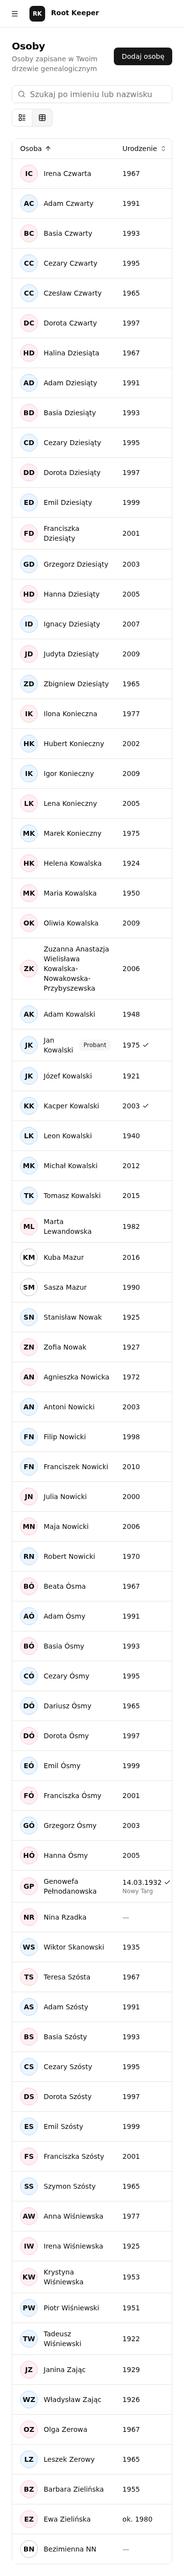 RK Root Keeper
Osoby
Osoby zapisane w Twoim
drzewie genealogicznym
Dodaj osobę
Szukaj po imieniu lub nazwisku
Osoba Urodzenie
IC Irena Czwarta 1967
AC Adam Czwarty 1991
BC Basia Czwarty 1993
CC Cezary Czwarty 1995
CC Czesław Czwarty 1965
DC Dorota Czwarty 1997
HD Halina Dziesiąta 1967
AD Adam Dziesiąty 1991
BD Basia Dziesiąty 1993
CD Cezary Dziesiąty 1995
DD Dorota Dziesiąty 1997
ED Emil Dziesiąty 1999
FD Franciszka
Dziesiąty 2001
GD Grzegorz Dziesiąty 2003
HD Hanna Dziesiąty 2005
ID Ignacy Dziesiąty 2007
JD Judyta Dziesiąty 2009
ZD Zbigniew Dziesiąty 1965
IK Ilona Konieczna 1977
HK Hubert Konieczny 2002
IK Igor Konieczny 2009
LK Lena Konieczny 2005
MK Marek Konieczny 1975
HK Helena Kowalska 1924
MK Maria Kowalska 1950
OK Oliwia Kowalska 2009
Zuzanna Anastazja
Wielisława
ZK Kowalska- 2006
Nowakowska-
Przybyszewska
AK Adam Kowalski 1948
JK Jan
Kowalski Probant 1975 ✓
JK Józef Kowalski 1921
KK Kacper Kowalski 2003 ✓
LK Leon Kowalski 1940
MK Michał Kowalski 2012
TK Tomasz Kowalski 2015
ML Marta
Lewandowska 1982
KM Kuba Mazur 2016
SM Sasza Mazur 1990
SN Stanisław Nowak 1925
ZN Zofia Nowak 1927
AN Agnieszka Nowicka 1972
AN Antoni Nowicki 2003
FN Filip Nowicki 1998
FN Franciszek Nowicki 2010
JN Julia Nowicki 2000
MN Maja Nowicki 2006
RN Robert Nowicki 1970
BÓ Beata Ósma 1967
AÓ Adam Ósmy 1991
BÓ Basia Ósmy 1993
CÓ Cezary Ósmy 1995
DÓ Dariusz Ósmy 1965
DÓ Dorota Ósmy 1997
EÓ Emil Ósmy 1999
FÓ Franciszka Ósmy 2001
GÓ Grzegorz Ósmy 2003
HÓ Hanna Ósmy 2005
GP Genowefa 14.03.1932 ✓
Pełnodanowska Nowy Targ
NR Nina Rzadka —
WS Wiktor Skanowski 1935
TS Teresa Szósta 1967
AS Adam Szósty 1991
BS Basia Szósty 1993
CS Cezary Szósty 1995
DS Dorota Szósty 1997
ES Emil Szósty 1999
FS Franciszka Szósty 2001
SS Szymon Szósty 1965
AW Anna Wiśniewska 1977
IW Irena Wiśniewska 1925
KW Krystyna
Wiśniewska 1953
PW Piotr Wiśniewski 1951
TW Tadeusz
Wiśniewski 1922
JZ Janina Zając 1929
WZ Władysław Zając 1926
OZ Olga Zerowa 1967
LZ Leszek Zerowy 1965
BZ Barbara Zielińska 1955
EZ Ewa Zielińska ok. 1980
BN Bezimienna NN —